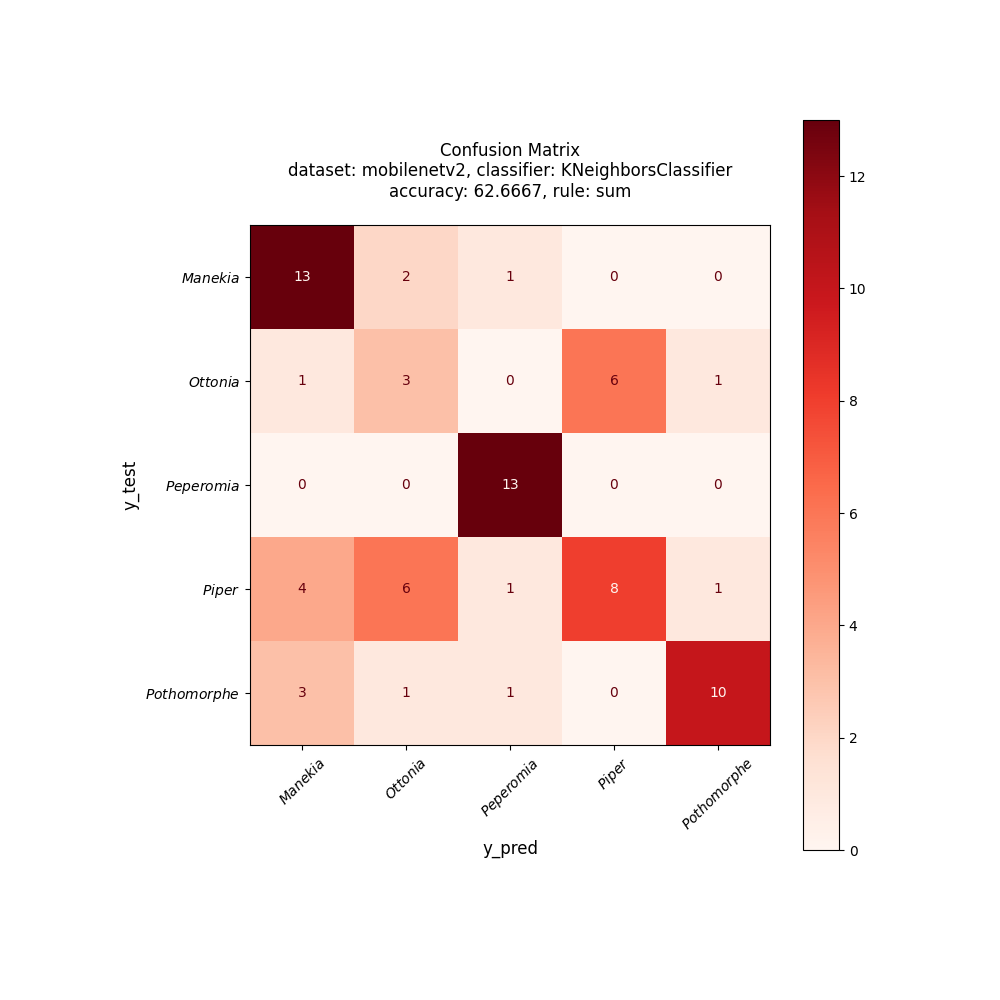 Confusion Matrix
dataset: mobilenetv2, classifier: KNeighborsClassifier
accuracy: 62.6667, rule: sum
Manekia 13 2 1 0 0
Ottonia 1 3 0 6 1
Peperomia 0 0 13 0 0
Piper 4 6 1 8 1
Pothomorphe 3 1 1 0 10
Manekia Ottonia Peperomia Piper Pothomorphe
y_pred
y_test
12
10
8
6
4
2
0